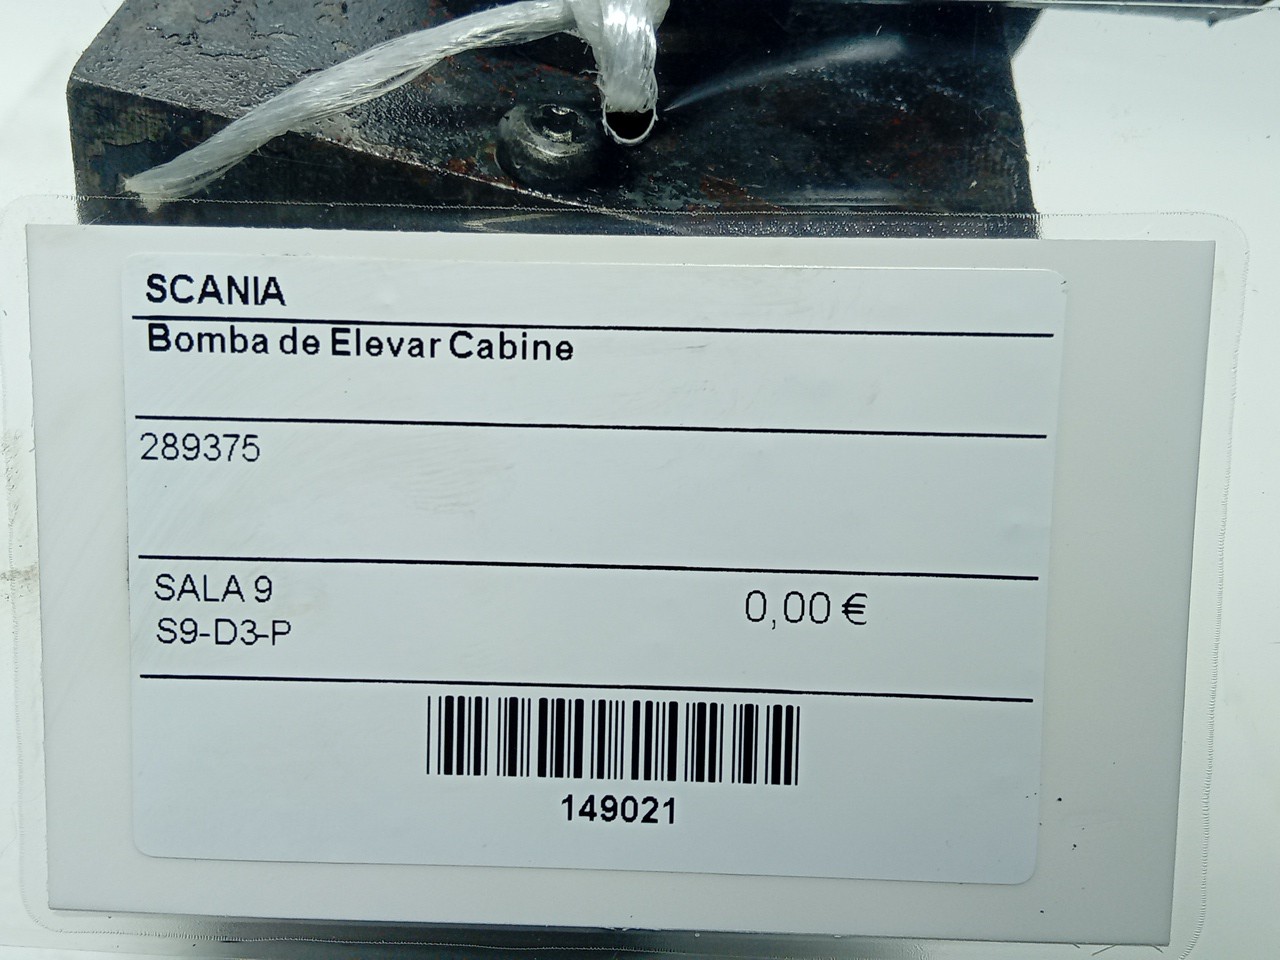 SCANIA
Bomba de Elevar Cabine
289375
SALA 9
0,00 €
S9-D3-P
149021